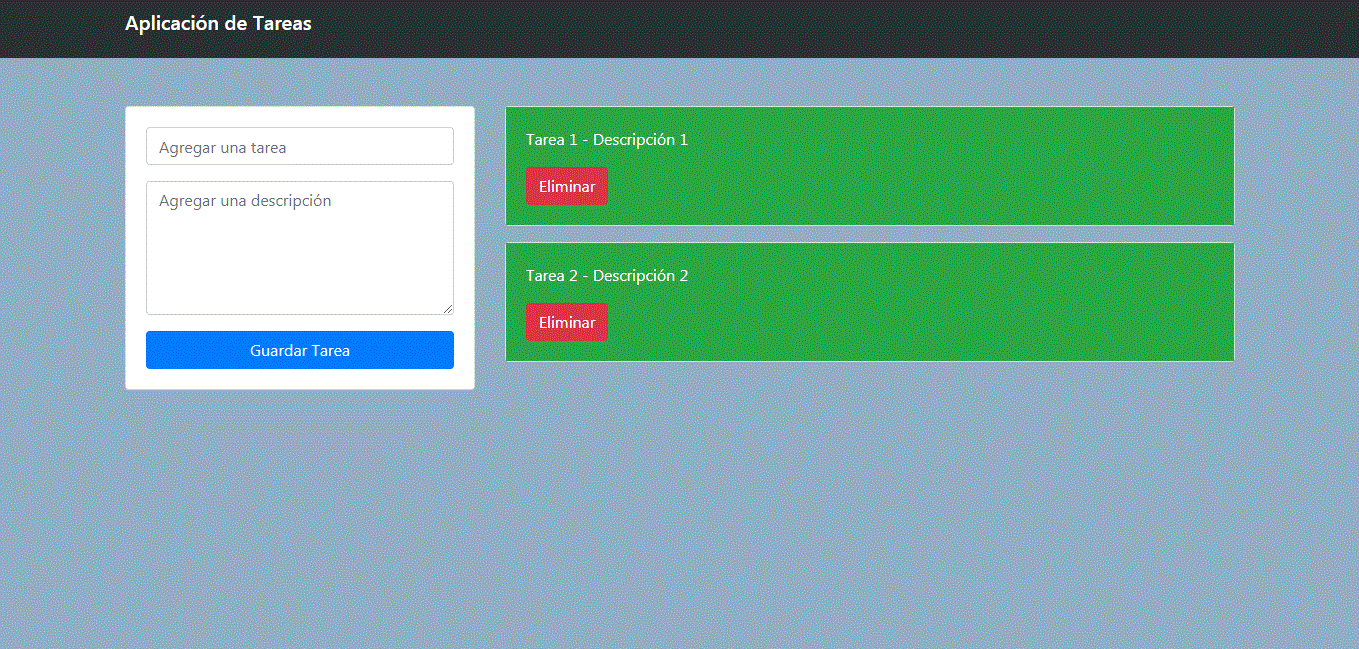 Aplicación de Tareas
Agregar una tarea
Agregar una descripción
Guardar Tarea
Tarea 1 - Descripción 1
Eliminar
Tarea 2 - Descripción 2
Eliminar